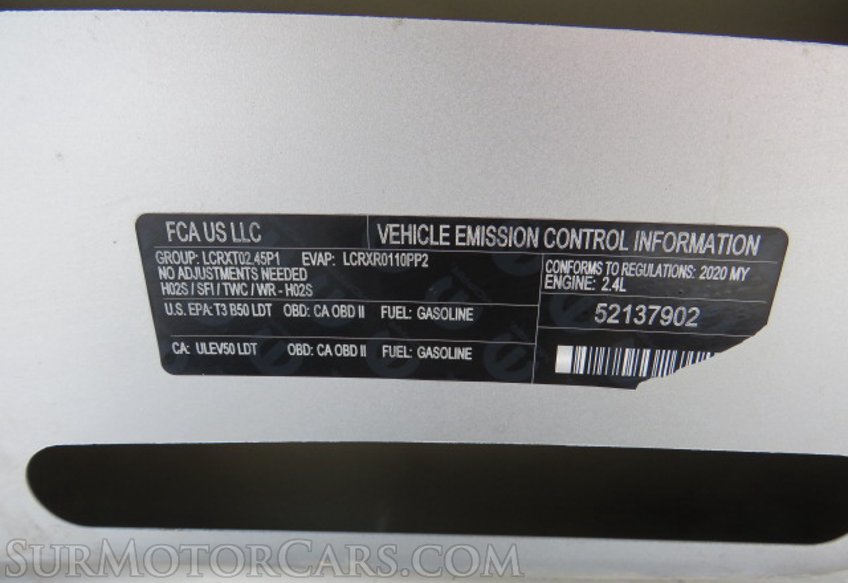 FCA US LLC
VEHICLE EMISSION CONTROL INFORMATION
GROUP: LCRXT02.45P1 EVAP: LCRXR0110PP2
NO ADJUSTMENTS NEEDED
H02S / SFI / TWC / WR - H02S
CONFORMS TO REGULATIONS: 2020 MY
ENGINE: 2.4L
U.S. EPA: T3 B50 LDT OBD: CA OBD II FUEL: GASOLINE
52137902
CA: ULEV50 LDT OBD: CA OBD II FUEL: GASOLINE
SURMOTORCARS.COM